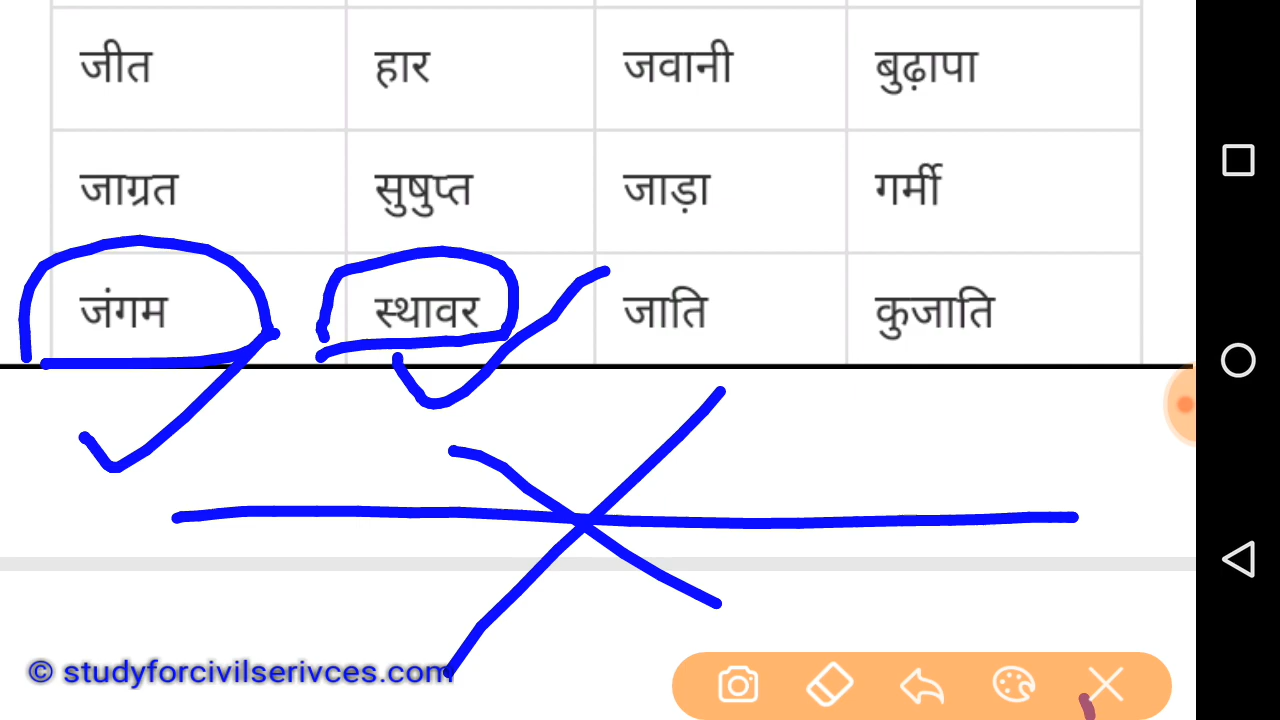 जीत हार जवानी बुढ़ापा
जाग्रत सुषुप्त जाड़ा गर्मी
जंगम स्थावर जाति कुजाति
© studyforcivilserivces.com